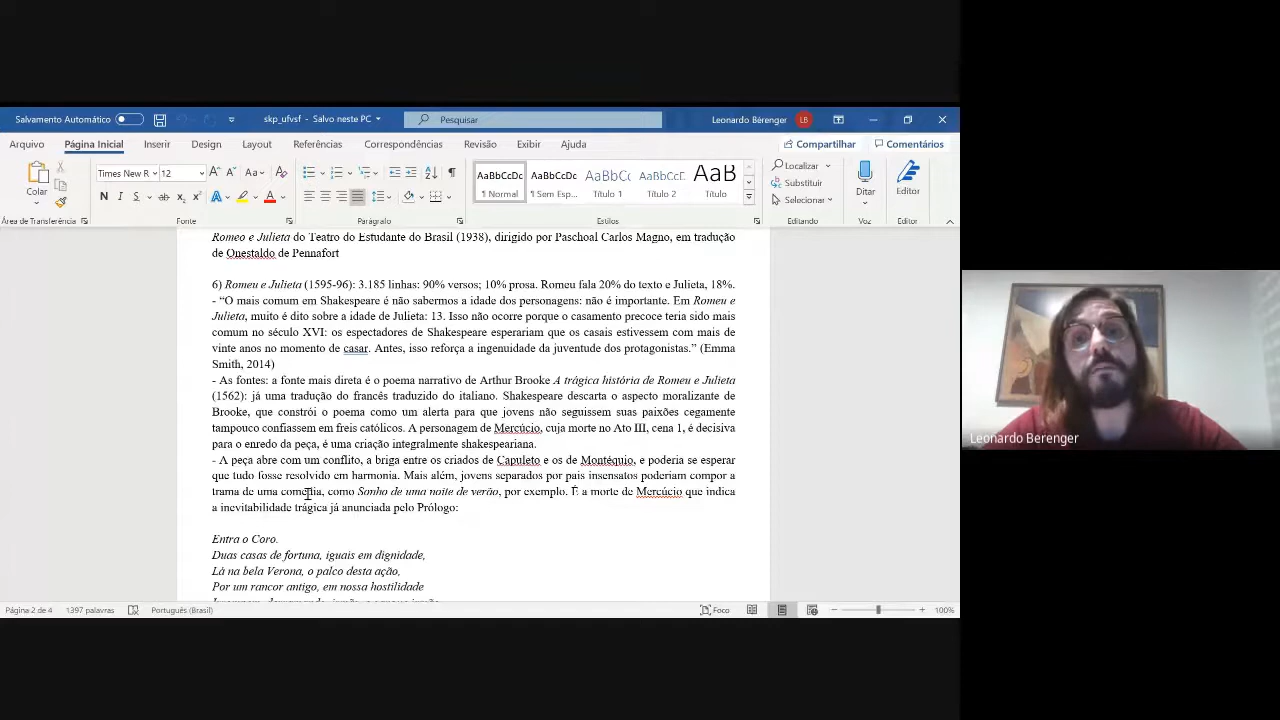 Salvamento Automático
skp_ufvsf - Salvo neste PC
Pesquisar
Leonardo Bérenger
LB
Arquivo
Página Inicial
Inserir
Design
Layout
Referências
Correspondências
Revisão
Exibir
Ajuda
Compartilhar
Comentários
Colar
Times New R
12
Aa
N I S ab x₂ x²
AaBbCcDc
¶ Normal
AaBbCcDc
¶ Sem Esp...
AaBbCc
Título 1
AaBbCcD
Título 2
AaB
Título
Localizar
Substituir
Selecionar
Ditar
Editor
Área de Transferência
Fonte
Parágrafo
Estilos
Editando
Voz
Editor
Romeo e Julieta do Teatro do Estudante do Brasil (1938), dirigido por Paschoal Carlos Magno, em tradução
de Onestaldo de Pennafort
6) Romeu e Julieta (1595-96): 3.185 linhas: 90% versos; 10% prosa. Romeu fala 20% do texto e Julieta, 18%.
- “O mais comum em Shakespeare é não sabermos a idade dos personagens: não é importante. Em Romeu e
Julieta, muito é dito sobre a idade de Julieta: 13. Isso não ocorre porque o casamento precoce teria sido mais
comum no século XVI: os espectadores de Shakespeare esperariam que os casais estivessem com mais de
vinte anos no momento de casar. Antes, isso reforça a ingenuidade da juventude dos protagonistas.” (Emma
Smith, 2014)
- As fontes: a fonte mais direta é o poema narrativo de Arthur Brooke A trágica história de Romeu e Julieta
(1562): já uma tradução do francês traduzido do italiano. Shakespeare descarta o aspecto moralizante de
Brooke, que constrói o poema como um alerta para que jovens não seguissem suas paixões cegamente
tampouco confiassem em freis católicos. A personagem de Mercúcio, cuja morte no Ato III, cena 1, é decisiva
para o enredo da peça, é uma criação integralmente shakespeariana.
- A peça abre com um conflito, a briga entre os criados de Capuleto e os de Montéquio, e poderia se esperar
que tudo fosse resolvido em harmonia. Mais além, jovens separados por pais insensatos poderiam compor a
trama de uma comédia, como Sonho de uma noite de verão, por exemplo. É a morte de Mercúcio que indica
a inevitabilidade trágica já anunciada pelo Prólogo:
Entra o Coro.
Duas casas de fortuna, iguais em dignidade,
Lá na bela Verona, o palco desta ação,
Por um rancor antigo, em nossa hostilidade
Página 2 de 4
1397 palavras
Português (Brasil)
Foco
100%
Leonardo Berenger